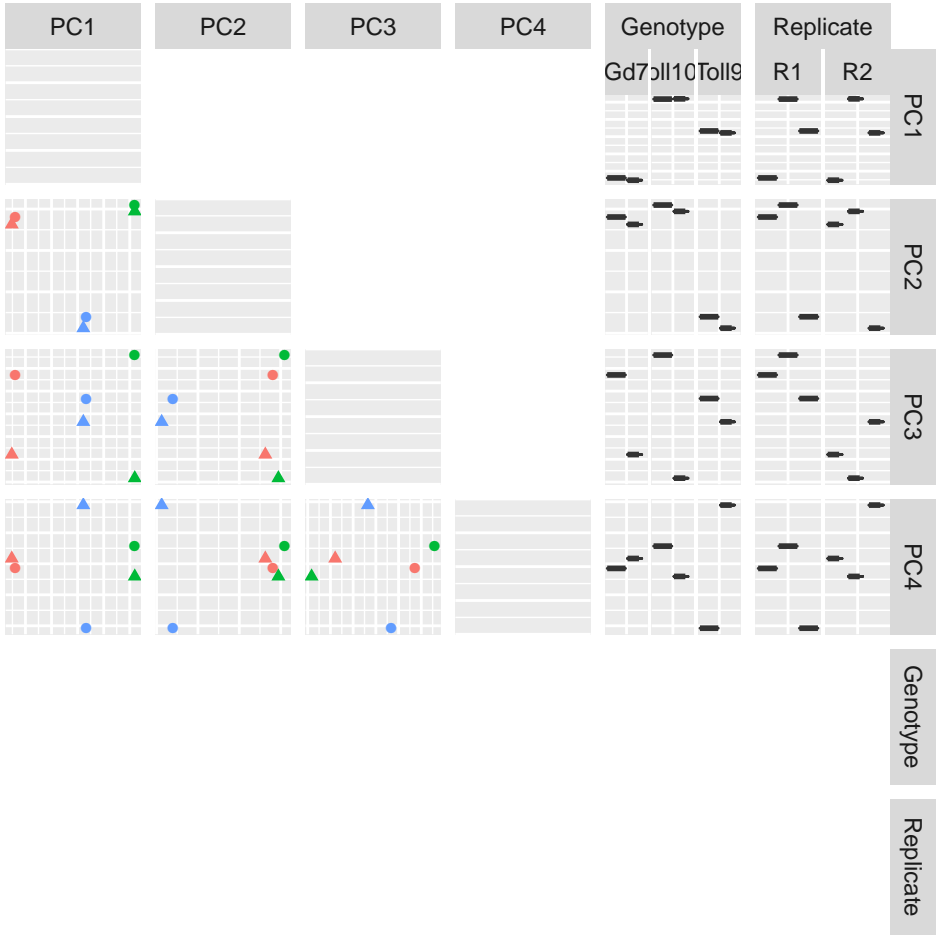 PC1 PC2 PC3 PC4 Genotype Replicate
Gd7 oll10 Toll9 R1 R2
PC1
PC2
PC3
PC4
Genotype
Replicate